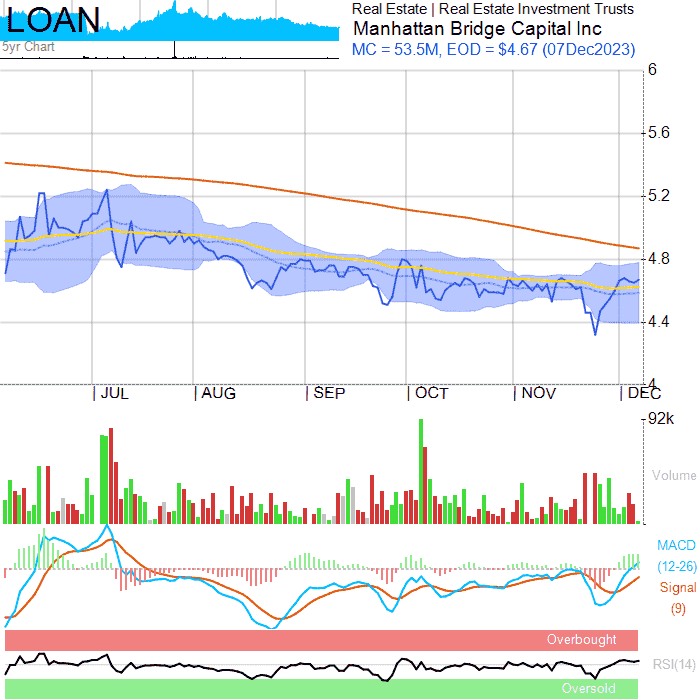 LOAN
5yr Chart
Real Estate | Real Estate Investment Trusts
Manhattan Bridge Capital Inc
MC = 53.5M, EOD = $4.67 (07Dec2023)
6
5.6
5.2
4.8
4.4
4
JUL AUG SEP OCT NOV DEC
92k
Volume
MACD
(12-26)
Signal
(9)
Overbought
RSI(14)
Oversold